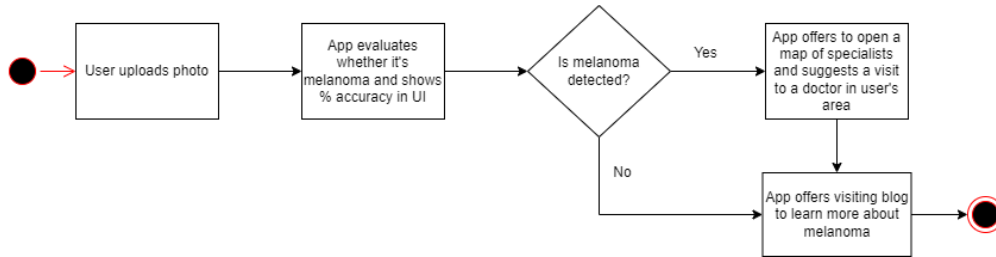 User uploads photo
App evaluates
whether it's
melanoma and shows
% accuracy in UI
Is melanoma
detected?
Yes
App offers to open a
map of specialists
and suggests a visit
to a doctor in user's
area
No
App offers visiting blog
to learn more about
melanoma